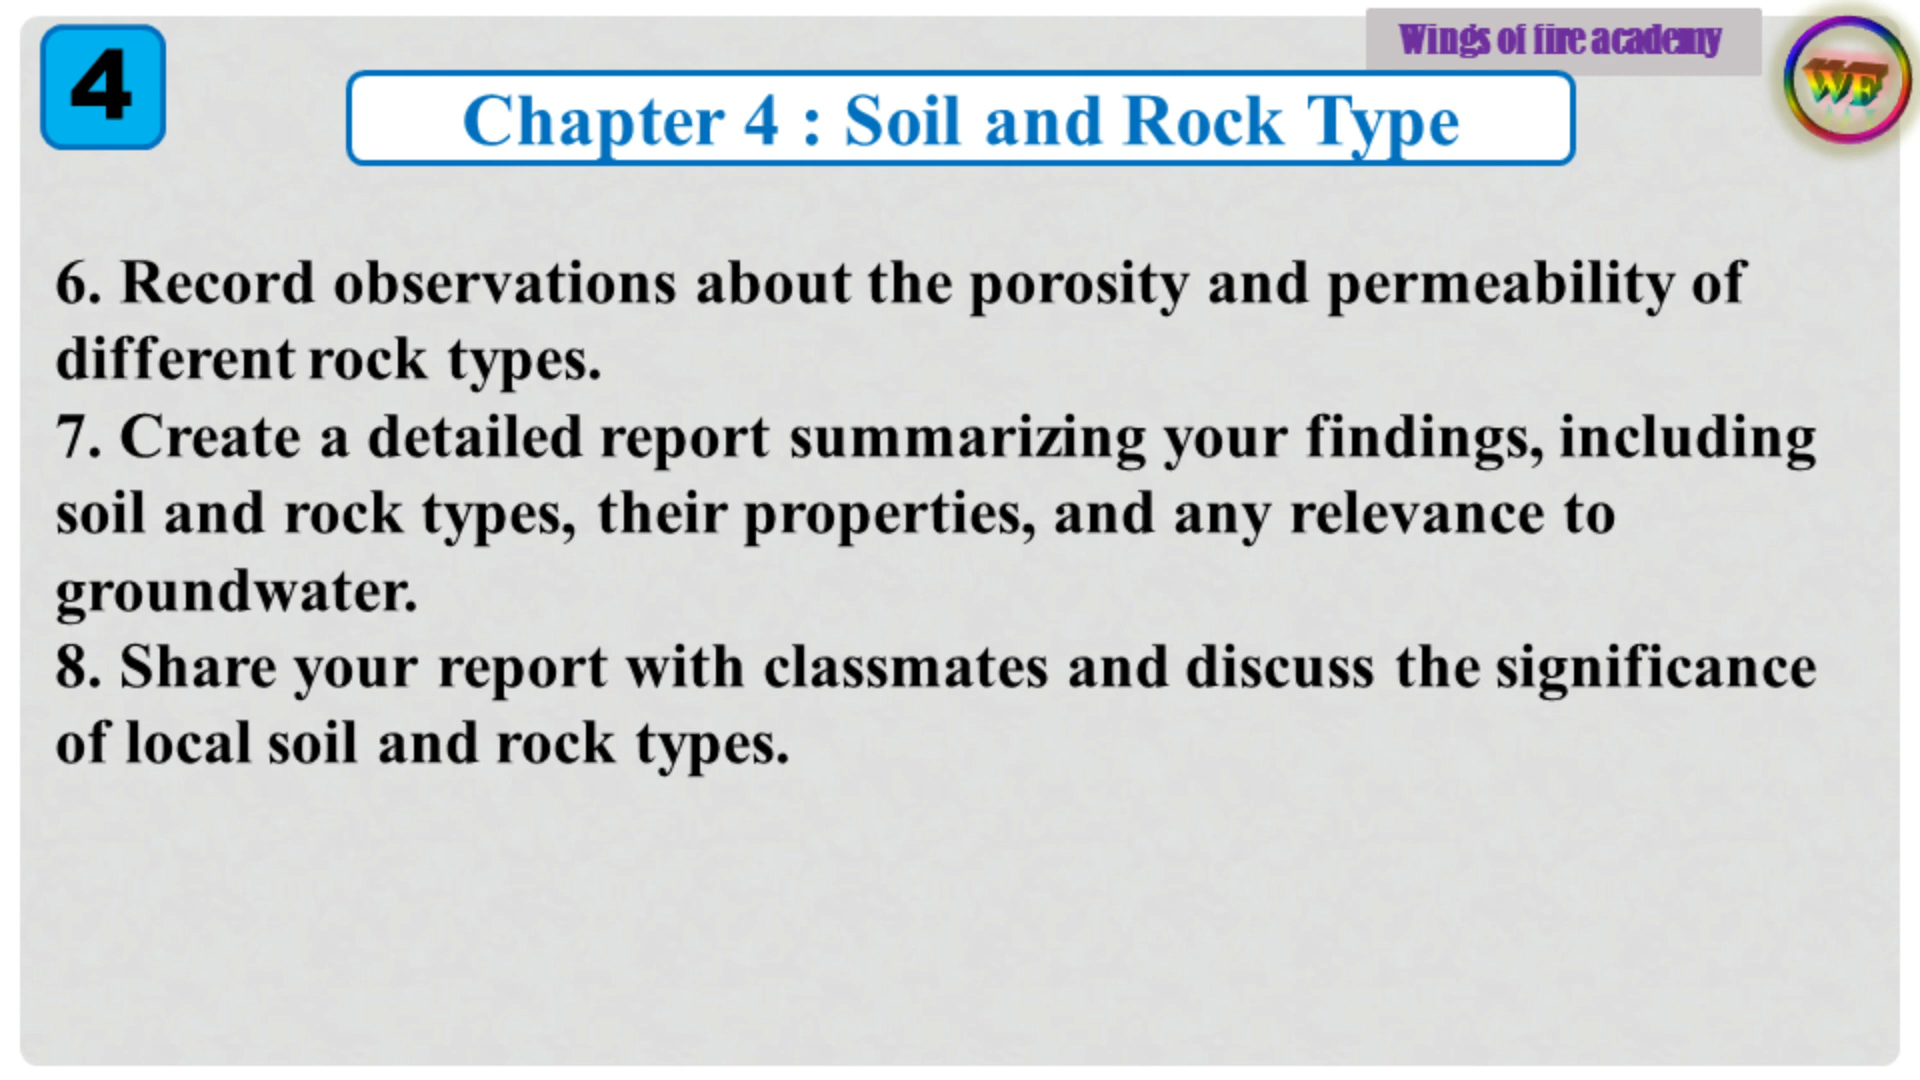 Wings of fire academy
4
WF
Chapter 4 : Soil and Rock Type
6. Record observations about the porosity and permeability of
different rock types.
7. Create a detailed report summarizing your findings, including
soil and rock types, their properties, and any relevance to
groundwater.
8. Share your report with classmates and discuss the significance
of local soil and rock types.